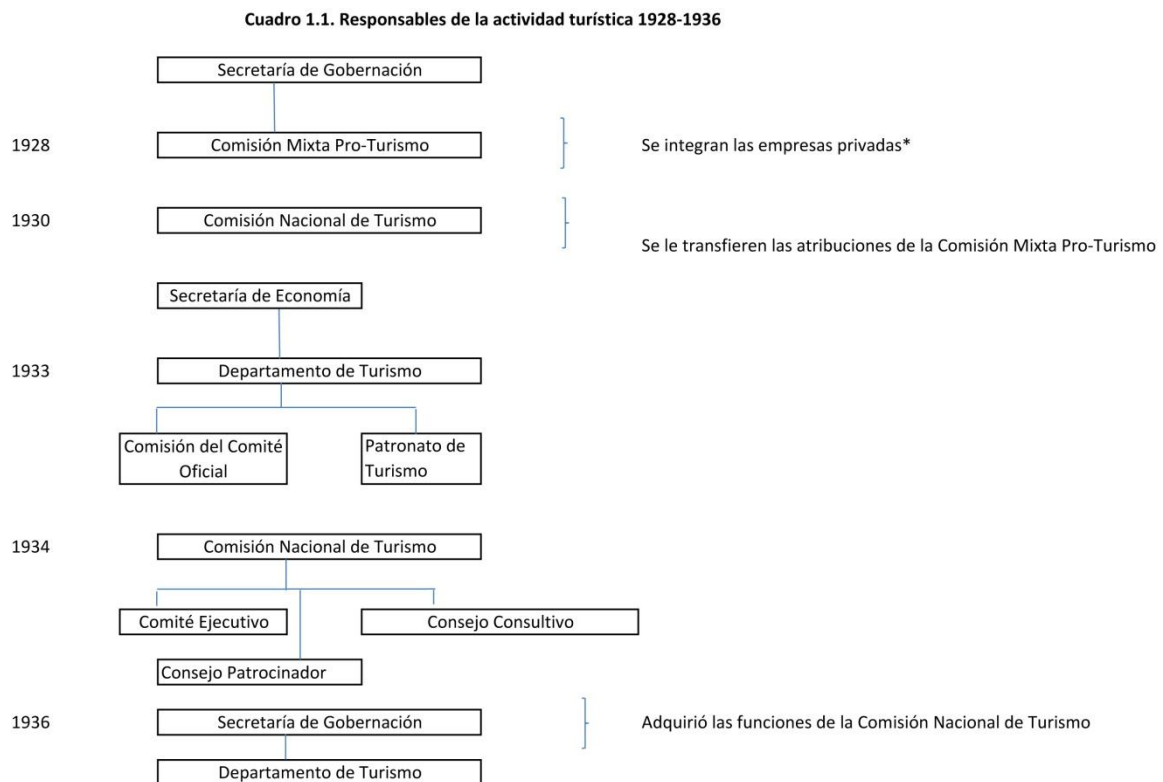 Cuadro 1.1. Responsables de la actividad turística 1928-1936
Secretaría de Gobernación
1928
Comisión Mixta Pro-Turismo
Se integran las empresas privadas*
1930
Comisión Nacional de Turismo
Se le transfieren las atribuciones de la Comisión Mixta Pro-Turismo
Secretaría de Economía
1933
Departamento de Turismo
Comisión del Comité
Oficial
Patronato de
Turismo
1934
Comisión Nacional de Turismo
Comité Ejecutivo
Consejo Consultivo
Consejo Patrocinador
1936
Secretaría de Gobernación
Adquirió las funciones de la Comisión Nacional de Turismo
Departamento de Turismo